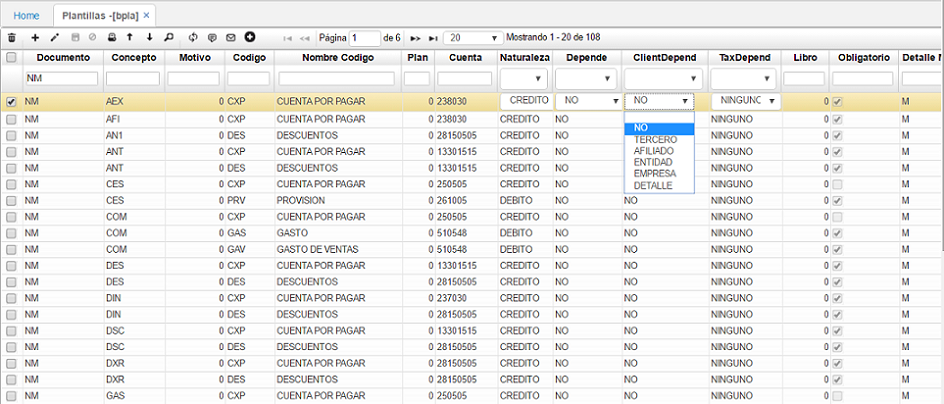 Home Plantillas -[bpla] ×
Página 1 de 6 20 Mostrando 1 - 20 de 108
Documento Concepto Motivo Codigo Nombre Codigo Plan Cuenta Naturaleza Depende ClientDepend TaxDepend Libro Obligatorio Detalle
NM
NM AEX 0 CXP CUENTA POR PAGAR 0 238030 CREDITO NO NO NINGUNO 0 M
NM AFI 0 CXP CUENTA POR PAGAR 0 238030 CREDITO NO NINGUNO 0 M
NO
NM AN1 0 DES DESCUENTOS 0 28150505 CREDITO NO NINGUNO 0 M
TERCERO
NM ANT 0 CXP CUENTA POR PAGAR 0 13301515 CREDITO NO NINGUNO 0 M
AFILIADO
ENTIDAD
NM ANT 0 DES DESCUENTOS 0 13301515 CREDITO NO NINGUNO 0 M
EMPRESA
NM CES 0 CXP CUENTA POR PAGAR 0 250505 CREDITO NO NINGUNO 0 M
DETALLE
NM CES 0 PRV PROVISION 0 261005 DEBITO NO NO NINGUNO 0 M
NM COM 0 CXP CUENTA POR PAGAR 0 250505 CREDITO NO NO NINGUNO 0 M
NM COM 0 GAS GASTO 0 510548 DEBITO NO NO NINGUNO 0 M
NM COM 0 GAV GASTO DE VENTAS 0 510548 DEBITO NO NO NINGUNO 0 M
NM DES 0 CXP CUENTA POR PAGAR 0 13301515 CREDITO NO NO NINGUNO 0 M
NM DES 0 DES DESCUENTOS 0 28150505 CREDITO NO NO NINGUNO 0 M
NM DIN 0 CXP CUENTA POR PAGAR 0 237030 CREDITO NO NO NINGUNO 0 M
NM DIN 0 DES DESCUENTOS 0 28150505 CREDITO NO NO NINGUNO 0 M
NM DSC 0 CXP CUENTA POR PAGAR 0 13301515 CREDITO NO NO NINGUNO 0 M
NM DSC 0 DES DESCUENTOS 0 28150505 CREDITO NO NO NINGUNO 0 M
NM DXR 0 CXP CUENTA POR PAGAR 0 28150505 CREDITO NO NO NINGUNO 0 M
NM DXR 0 DES DESCUENTOS 0 28150505 CREDITO NO NO NINGUNO 0 M
NM GAS 0 CXP CUENTA POR PAGAR 0 250505 CREDITO NO NO NINGUNO 0 M